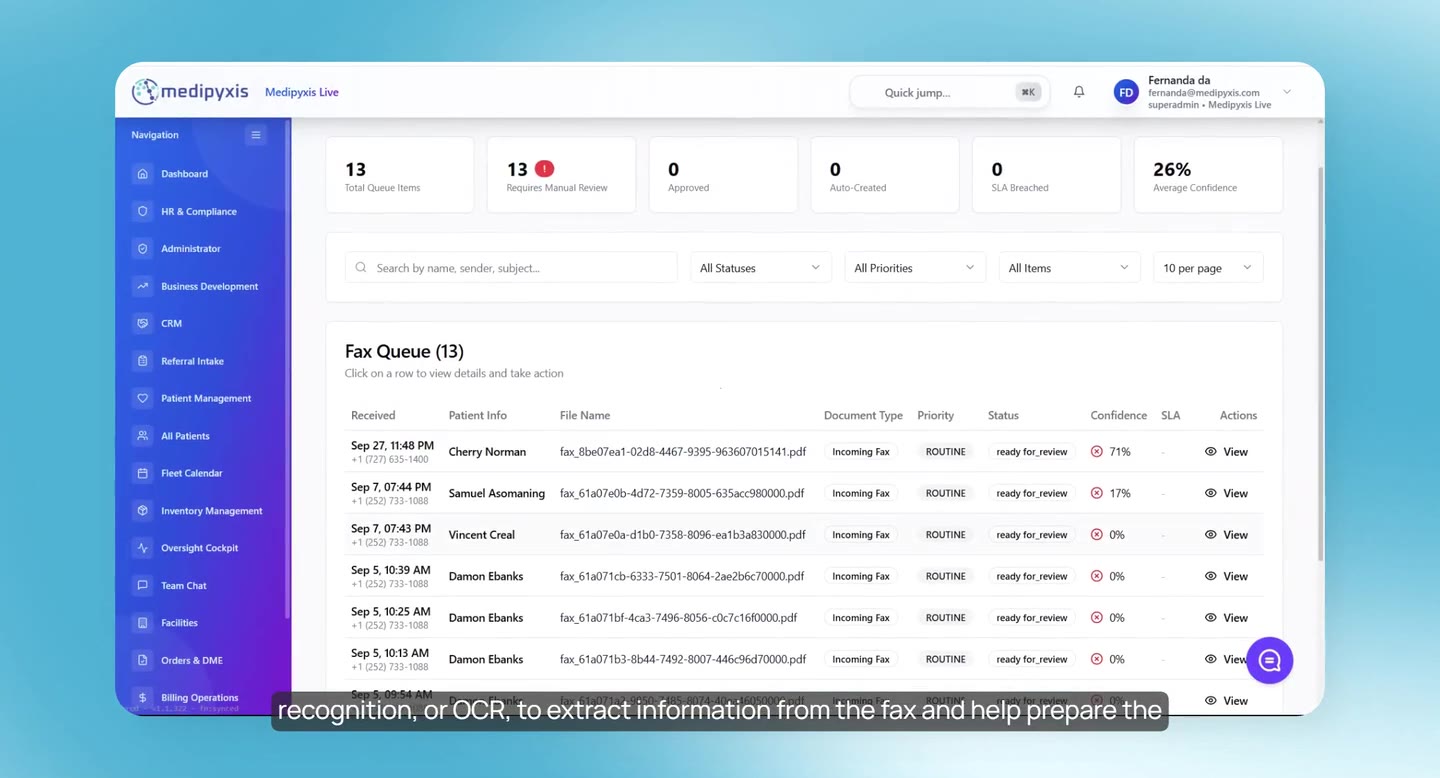 medipyxis Medipyxis Live Quick jump... ⌘K FD Fernanda da
fernanda@medipyxis.com
superadmin • Medipyxis Live
Navigation
Dashboard
HR & Compliance
Administrator
Business Development
CRM
Referral Intake
Patient Management
All Patients
Fleet Calendar
Inventory Management
Oversight Cockpit
Team Chat
Facilities
Orders & DME
Billing Operations
13 13 ! 0 0 0 26%
Total Queue Items Requires Manual Review Approved Auto-Created SLA Breached Average Confidence
Search by name, sender, subject... All Statuses All Priorities All Items 10 per page
Fax Queue (13)
Click on a row to view details and take action
Received Patient Info File Name Document Type Priority Status Confidence SLA Actions
Sep 27, 11:48 PM Cherry Norman fax_8be07ea1-02d8-4467-9395-963607015141.pdf Incoming Fax ROUTINE ready for_review 71% - View
+1 (727) 635-1400
Sep 7, 07:44 PM Samuel Asomaning fax_61a07e0b-4d72-7359-8005-635acc980000.pdf Incoming Fax ROUTINE ready for_review 17% - View
+1 (252) 733-1088
Sep 7, 07:43 PM Vincent Creal fax_61a07e0a-d1b0-7358-8096-ea1b3a830000.pdf Incoming Fax ROUTINE ready for_review 0% - View
+1 (252) 733-1088
Sep 5, 10:39 AM Damon Ebanks fax_61a071cb-6333-7501-8064-2ae2b6c70000.pdf Incoming Fax ROUTINE ready for_review 0% - View
+1 (252) 733-1088
Sep 5, 10:25 AM Damon Ebanks fax_61a071bf-4ca3-7496-8056-c0c7c16f0000.pdf Incoming Fax ROUTINE ready for_review 0% - View
+1 (252) 733-1088
Sep 5, 10:13 AM Damon Ebanks fax_61a071b3-8b44-7492-8007-446c96d70000.pdf Incoming Fax ROUTINE ready for_review 0% - View
+1 (252) 733-1088
Sep 5, 09:54 AM Damon Ebanks Incoming Fax ROUTINE ready for_review 0% - View
recognition, or OCR, to extract information from the fax and help prepare the